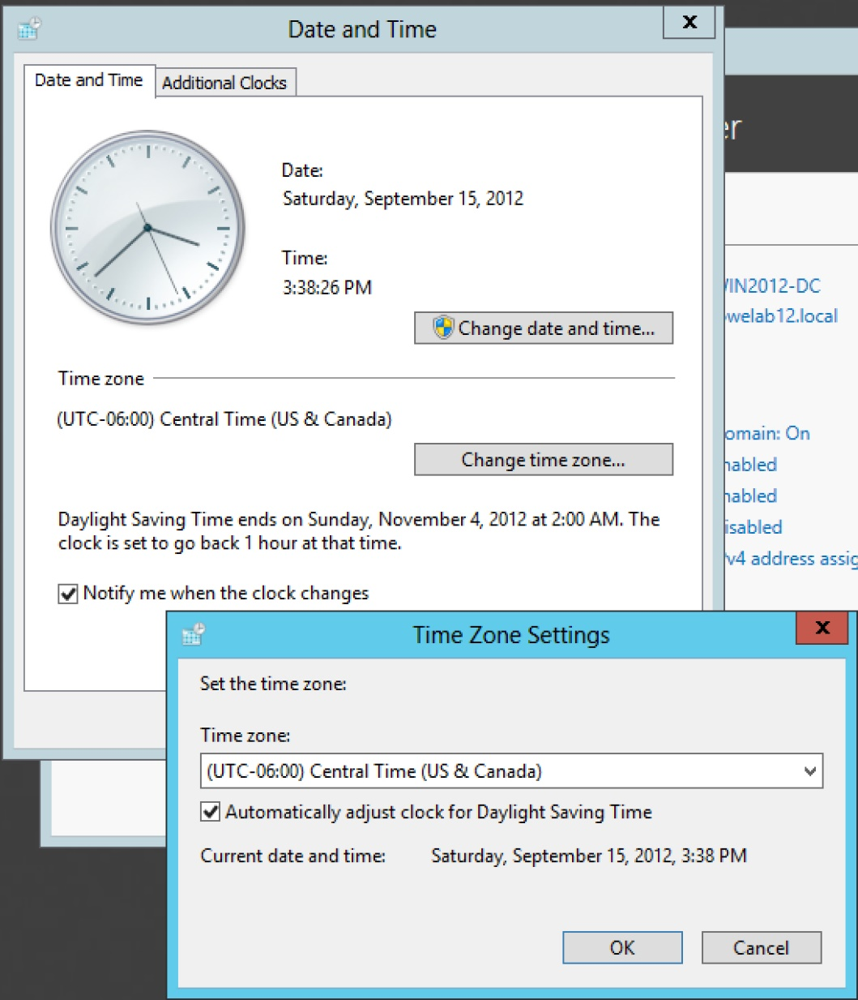 Date and Time
x
Date and Time
Additional Clocks
Date:
Saturday, September 15, 2012
Time:
3:38:26 PM
Change date and time...
Time zone
(UTC-06:00) Central Time (US & Canada)
Change time zone...
Daylight Saving Time ends on Sunday, November 4, 2012 at 2:00 AM. The
clock is set to go back 1 hour at that time.
Notify me when the clock changes
er
IN2012-DC
welab12.local
omain: On
nabled
nabled
isabled
v4 address assig
Time Zone Settings
x
Set the time zone:
Time zone:
(UTC-06:00) Central Time (US & Canada)
Automatically adjust clock for Daylight Saving Time
Current date and time: Saturday, September 15, 2012, 3:38 PM
OK
Cancel